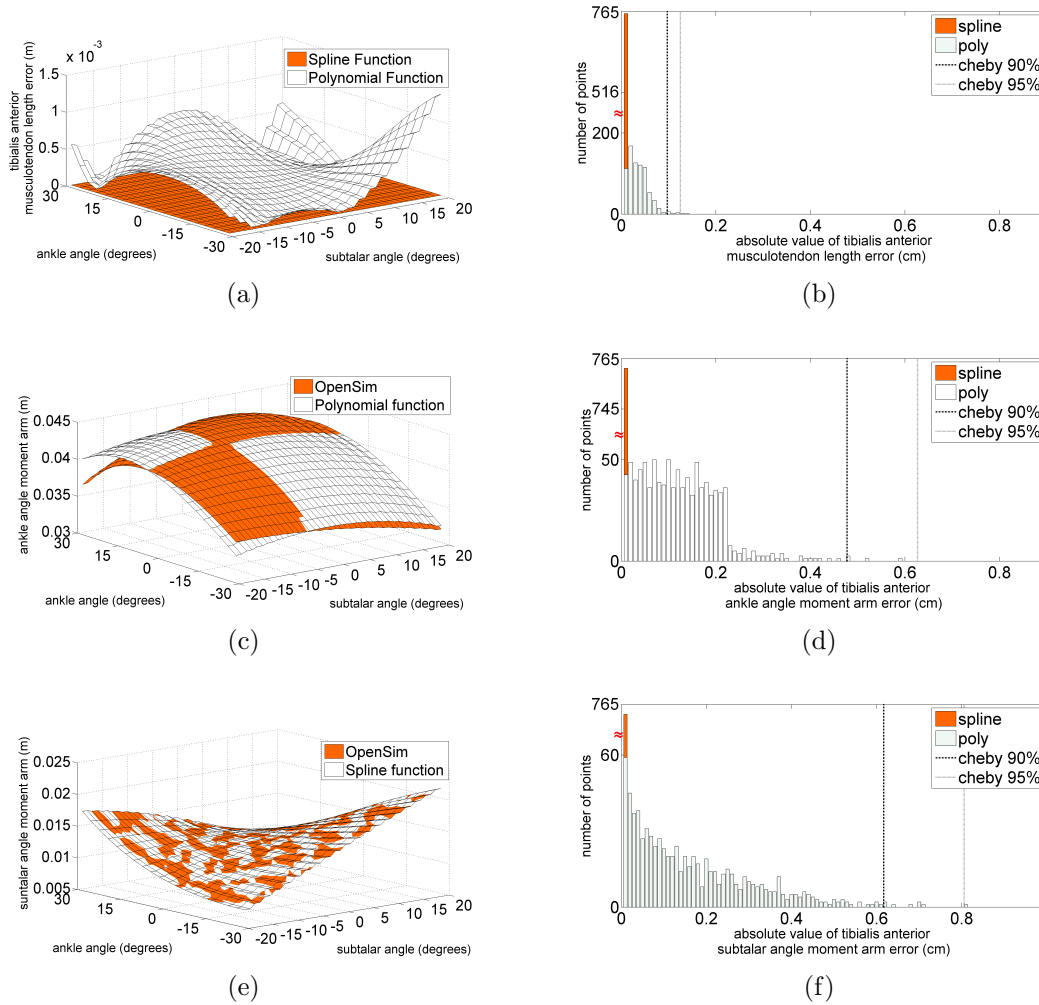 x 10⁻³
1.5
1
0.5
0
tibialis anterior
musculotendon length error (m)
Spline Function
Polynomial Function
30
15
0
-15
-30
ankle angle (degrees)
-20
-15
-10
-5
0
5
10
15
20
subtalar angle (degrees)
(a)
765
516
200
0
≈
number of points
spline
poly
cheby 90%
cheby 95%
0 0.2 0.4 0.6 0.8
absolute value of tibialis anterior
musculotendon length error (cm)
(b)
0.045
0.04
0.035
0.03
ankle angle moment arm (m)
OpenSim
Polynomial function
30
15
0
-15
-30
ankle angle (degrees)
-20
-15
-10
-5
0
5
10
15
20
subtalar angle (degrees)
(c)
765
745
50
0
≈
number of points
spline
poly
cheby 90%
cheby 95%
0 0.2 0.4 0.6 0.8
absolute value of tibialis anterior
ankle angle moment arm error (cm)
(d)
0.025
0.02
0.015
0.01
0.005
suntalar angle moment arm (m)
OpenSim
Spline function
30
15
0
-15
-30
ankle angle (degrees)
-20
-15
-10
-5
0
5
10
15
20
subtalar angle (degrees)
(e)
765
60
0
≈
number of points
spline
poly
cheby 90%
cheby 95%
0 0.2 0.4 0.6 0.8
absolute value of tibialis anterior
subtalar angle moment arm error (cm)
(f)